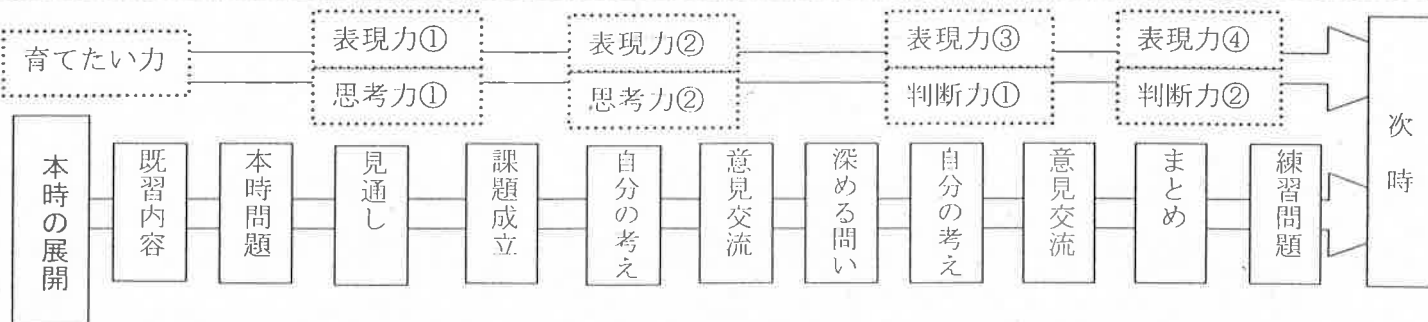 育てたい力
表現力①
思考力①
表現力②
思考力②
表現力③
判断力①
表現力④
判断力②
次時
本時の展開
既習内容
本時問題
見通し
課題成立
自分の考え
意見交流
深める問い
自分の考え
意見交流
まとめ
練習問題